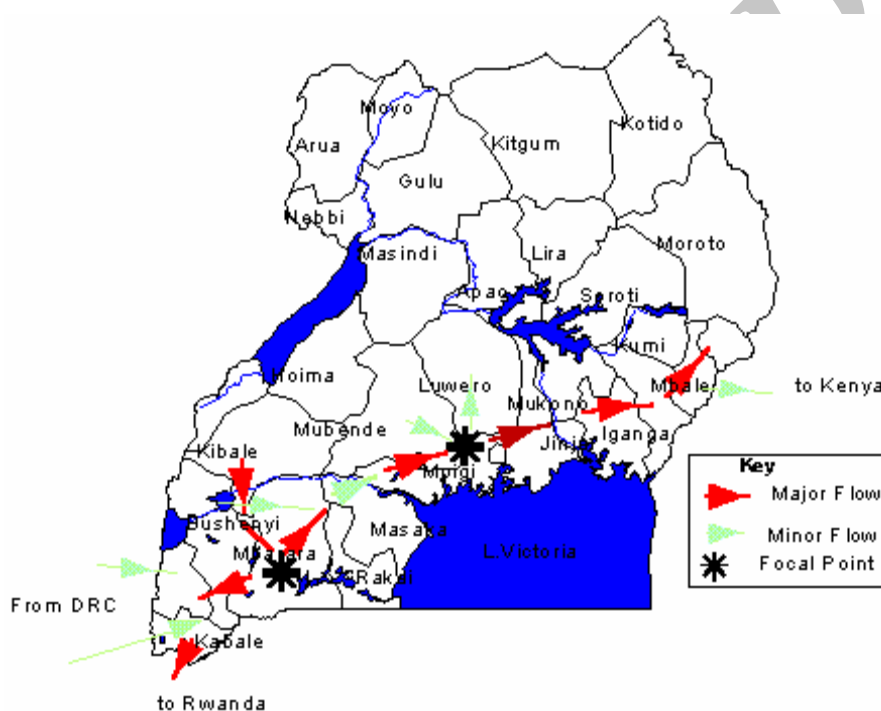 Moyo
Kotido
Arua
Kitgum
Gulu
Nebbi
Moroto
Masindi
Lira
Apac
Soroti
Kumi
Hoima
Luwero
Mbale
to Kenya
Mukono
Mubende
Iganga
Jinja
Kibale
Mpigi
Key
Major Flow
Bushenyi
Masaka
Minor Flow
Mbarara
L.Victoria
Focal Point
Rakai
From DRC
Kabale
to Rwanda